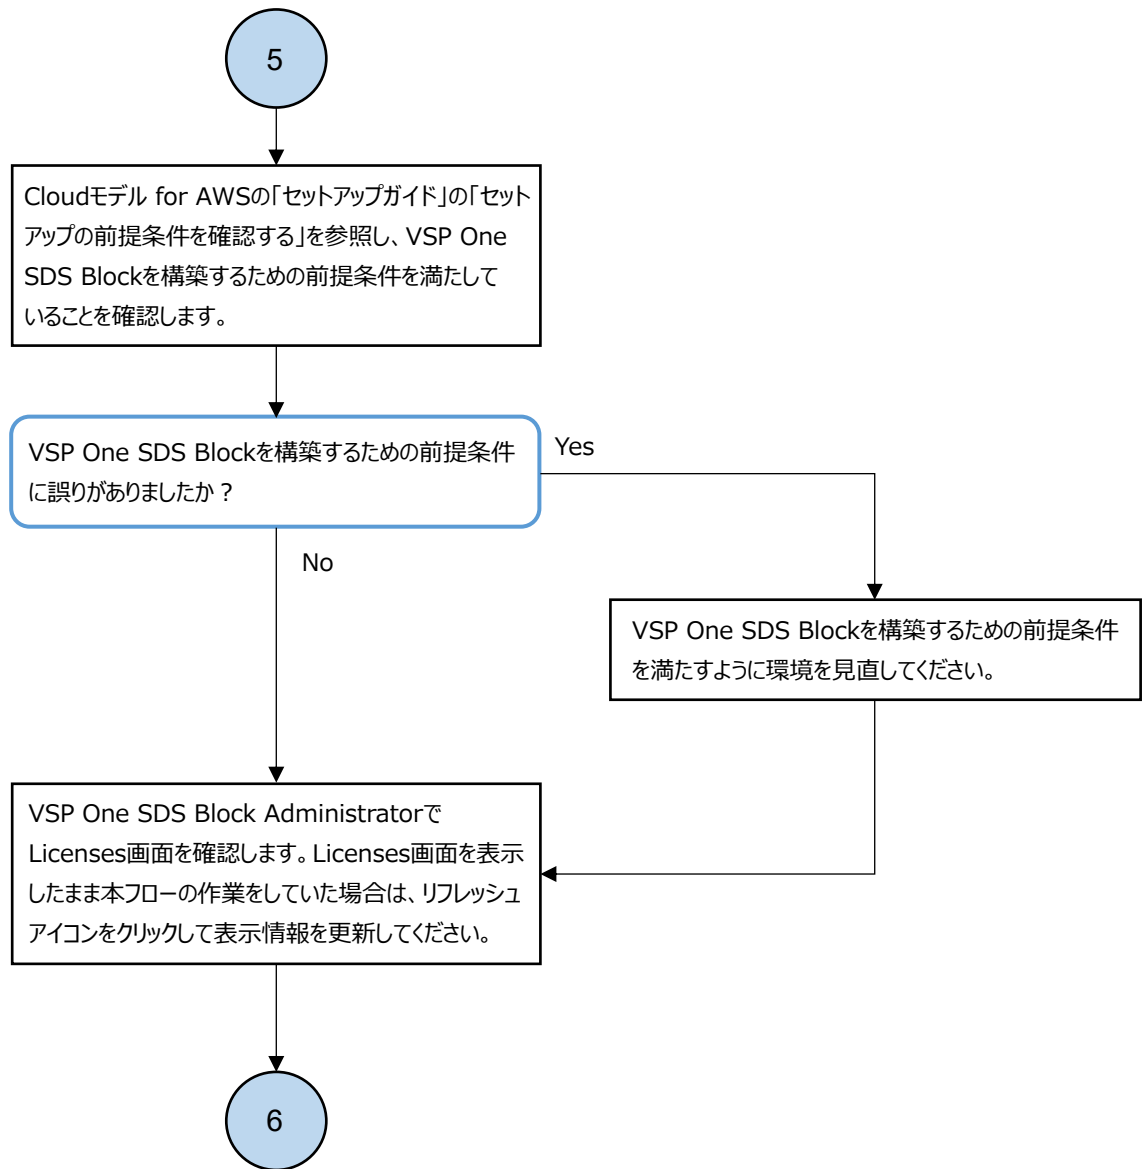 5
Cloudモデル for AWSの「セットアップガイド」の「セット
アップの前提条件を確認する」を参照し、VSP One
SDS Blockを構築するための前提条件を満たして
いることを確認します。
VSP One SDS Blockを構築するための前提条件
に誤りがありましたか？
Yes
No
VSP One SDS Blockを構築するための前提条件
を満たすように環境を見直してください。
VSP One SDS Block Administratorで
Licenses画面を確認します。Licenses画面を表示
したまま本フローの作業をしていた場合は、リフレッシュ
アイコンをクリックして表示情報を更新してください。
6